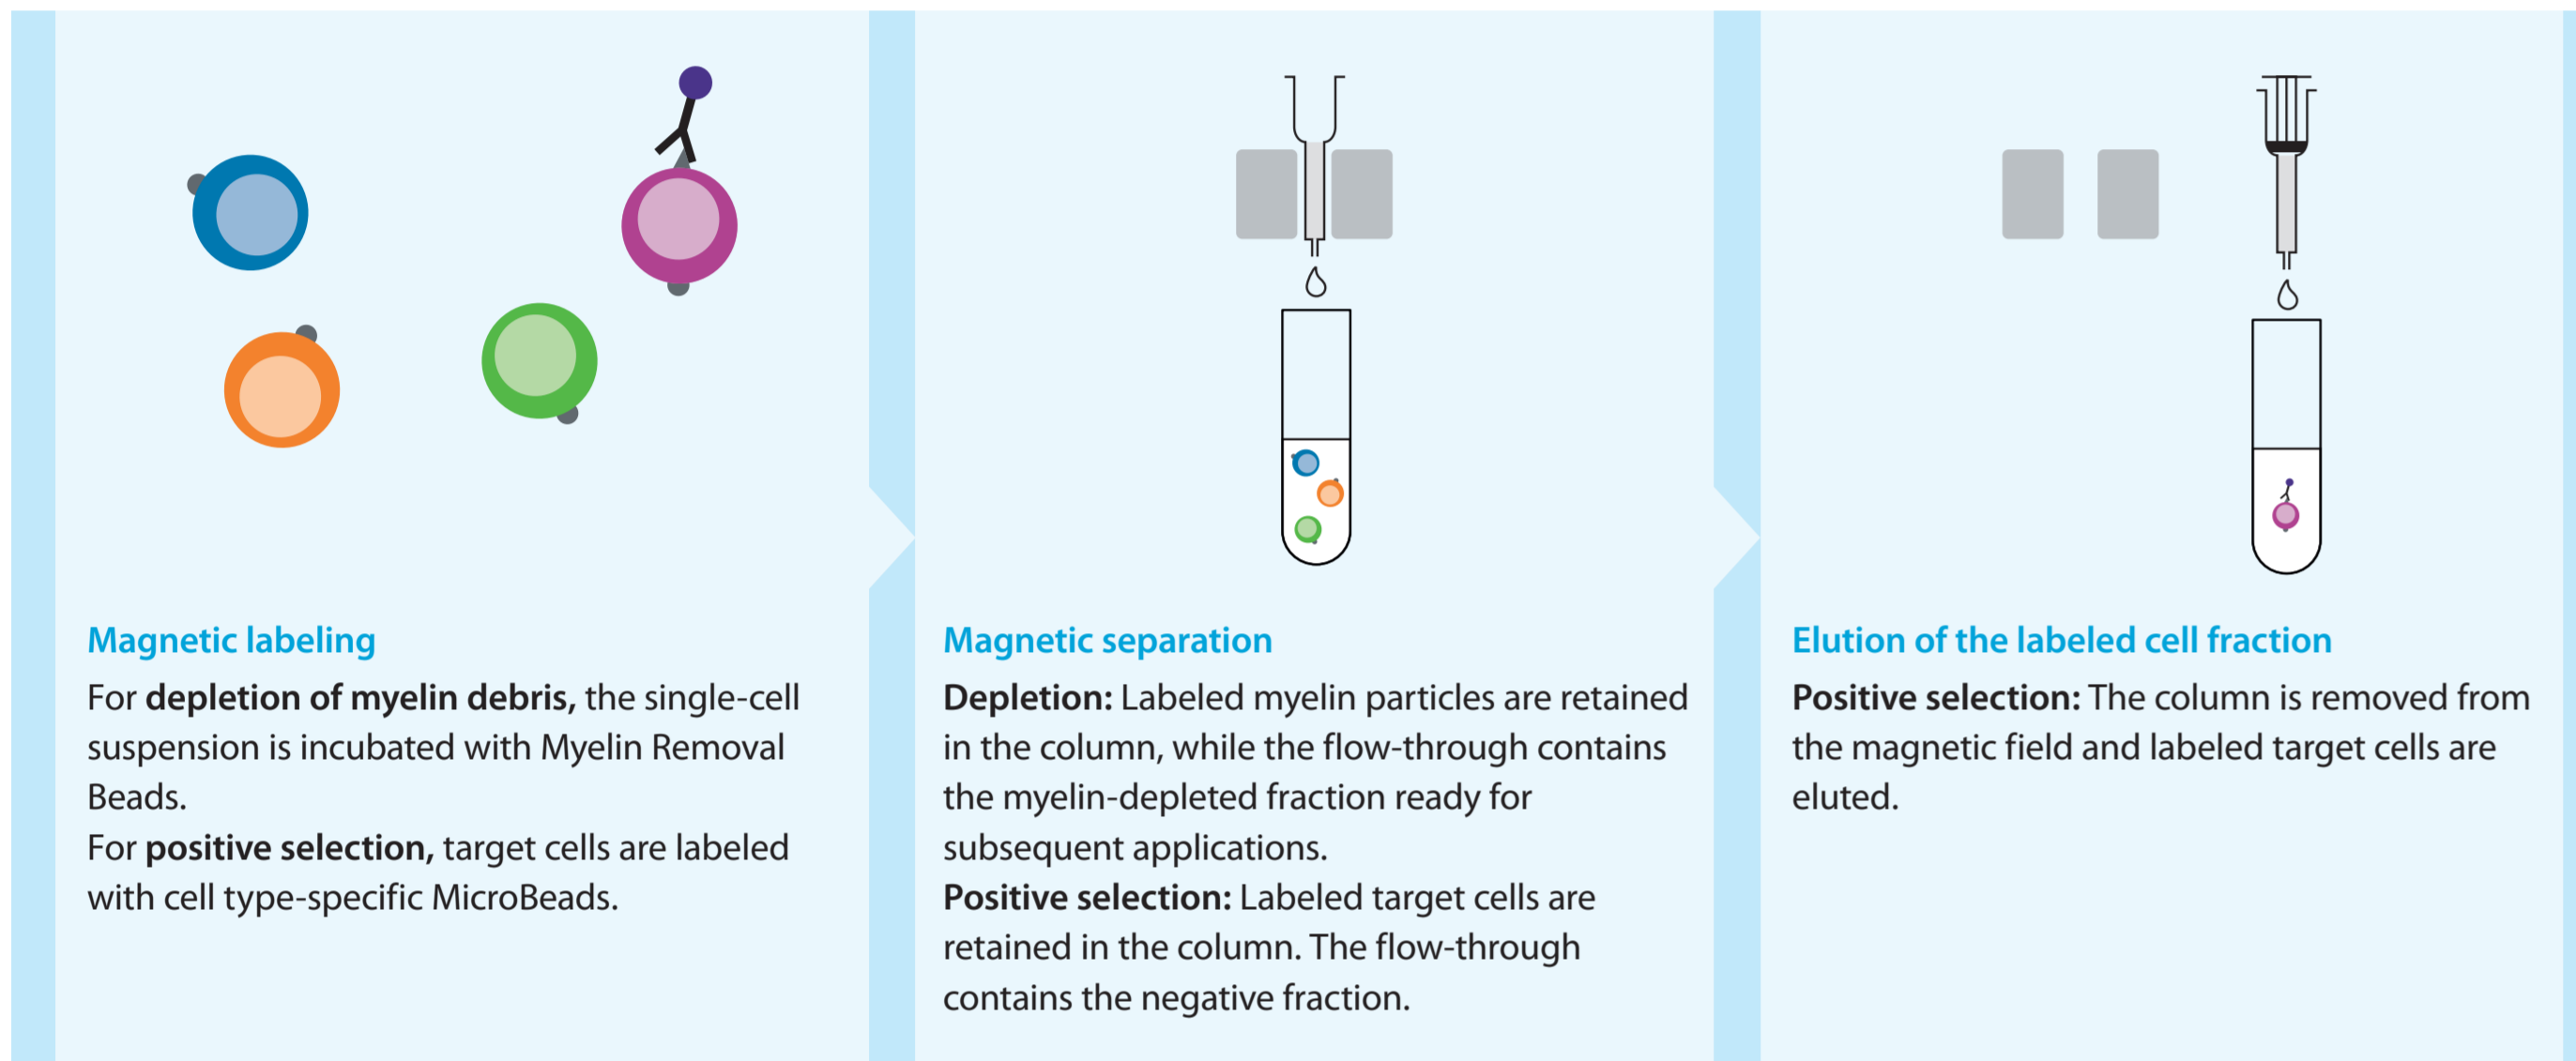 Magnetic labeling
For depletion of myelin debris, the single-cell
suspension is incubated with Myelin Removal
Beads.
For positive selection, target cells are labeled
with cell type-specific MicroBeads.
Magnetic separation
Depletion: Labeled myelin particles are retained
in the column, while the flow-through contains
the myelin-depleted fraction ready for
subsequent applications.
Positive selection: Labeled target cells are
retained in the column. The flow-through
contains the negative fraction.
Elution of the labeled cell fraction
Positive selection: The column is removed from
the magnetic field and labeled target cells are
eluted.